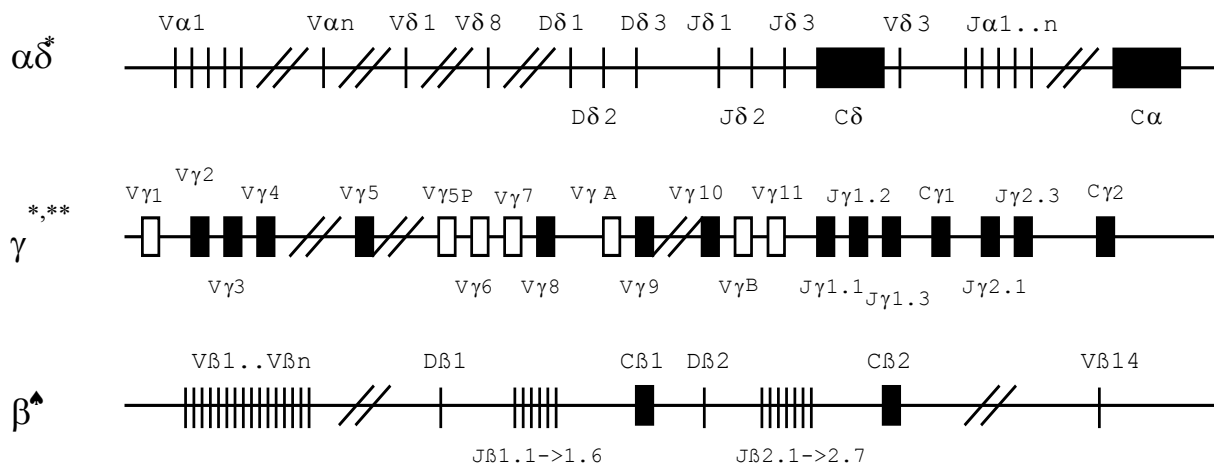 Vα1 Vαn Vδ1 Vδ8 Dδ1 Dδ3 Jδ1 Jδ3 Vδ3 Jα1..n
αδ*
Dδ2 Jδ2 Cδ Cα
Vγ1 Vγ2 Vγ4 Vγ5 Vγ5P Vγ7 VγA Vγ10 Vγ11 Jγ1.2 Cγ1 Jγ2.3 Cγ2
γ*,**
Vγ3 Vγ6 Vγ8 Vγ9 VγB Jγ1.1 Jγ1.3 Jγ2.1
Vß1..Vßn Dß1 Cß1 Dß2 Cß2 Vß14
β♠
Jß1.1->1.6 Jß2.1->2.7